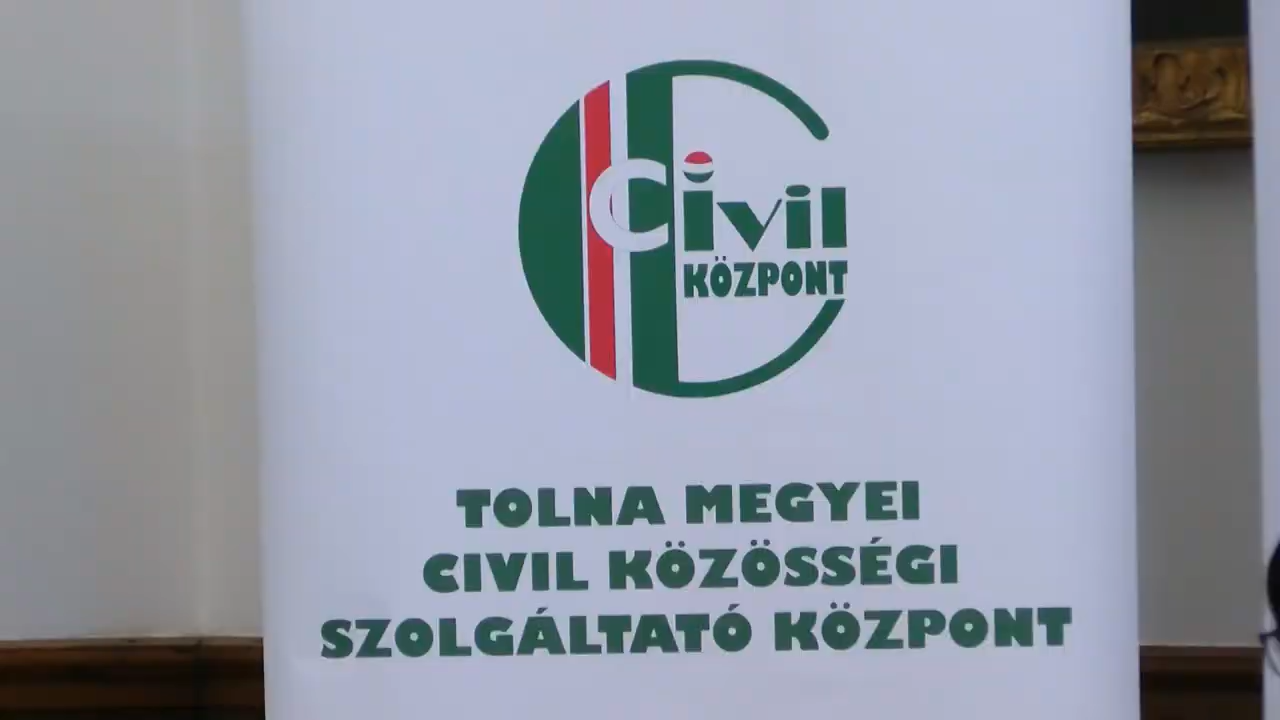 Civil
KÖZPONT
TOLNA MEGYEI
CIVIL KÖZÖSSÉGI
SZOLGÁLTATÓ KÖZPONT